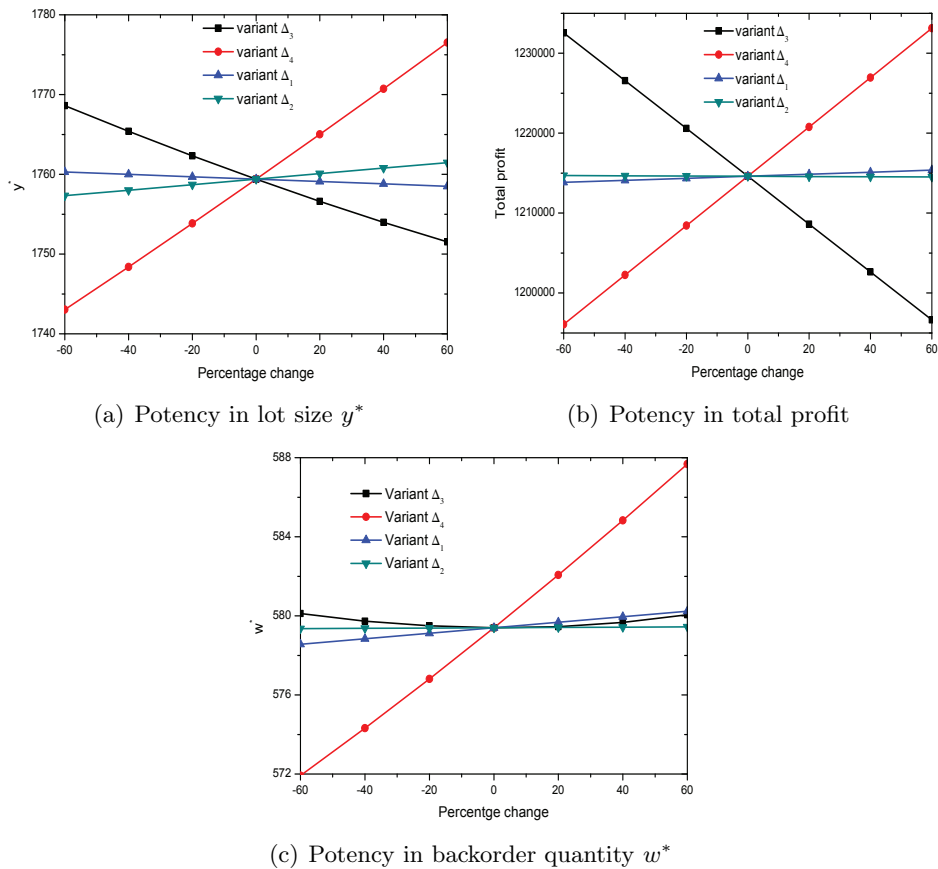 variant Δ₃
variant Δ₄
variant Δ₁
variant Δ₂
1780
1770
1760
1750
1740
y*
-60 -40 -20 0 20 40 60
Percentage change
(a) Potency in lot size y*
variant Δ₃
variant Δ₄
variant Δ₁
variant Δ₂
1230000
1220000
1210000
1200000
Total profit
-60 -40 -20 0 20 40 60
Percentage change
(b) Potency in total profit
Variant Δ₃
Variant Δ₄
Variant Δ₁
Variant Δ₂
588
584
580
576
572
w*
-60 -40 -20 0 20 40 60
Percentge change
(c) Potency in backorder quantity w*